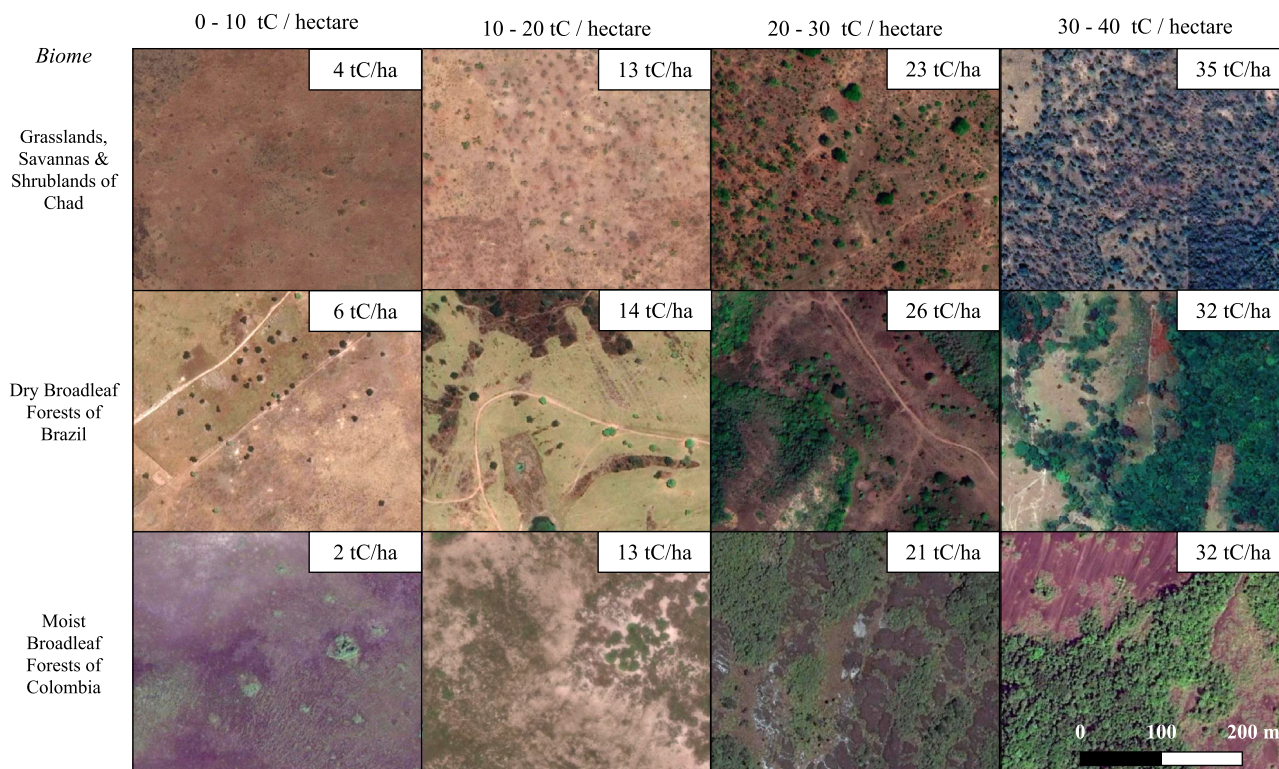 0 - 10 tC / hectare
10 - 20 tC / hectare
20 - 30 tC / hectare
30 - 40 tC / hectare
Biome
4 tC/ha
13 tC/ha
23 tC/ha
35 tC/ha
Grasslands,
Savannas &
Shrublands of
Chad
6 tC/ha
14 tC/ha
26 tC/ha
32 tC/ha
Dry Broadleaf
Forests of
Brazil
2 tC/ha
13 tC/ha
21 tC/ha
32 tC/ha
Moist
Broadleaf
Forests of
Colombia
0 100 200 m